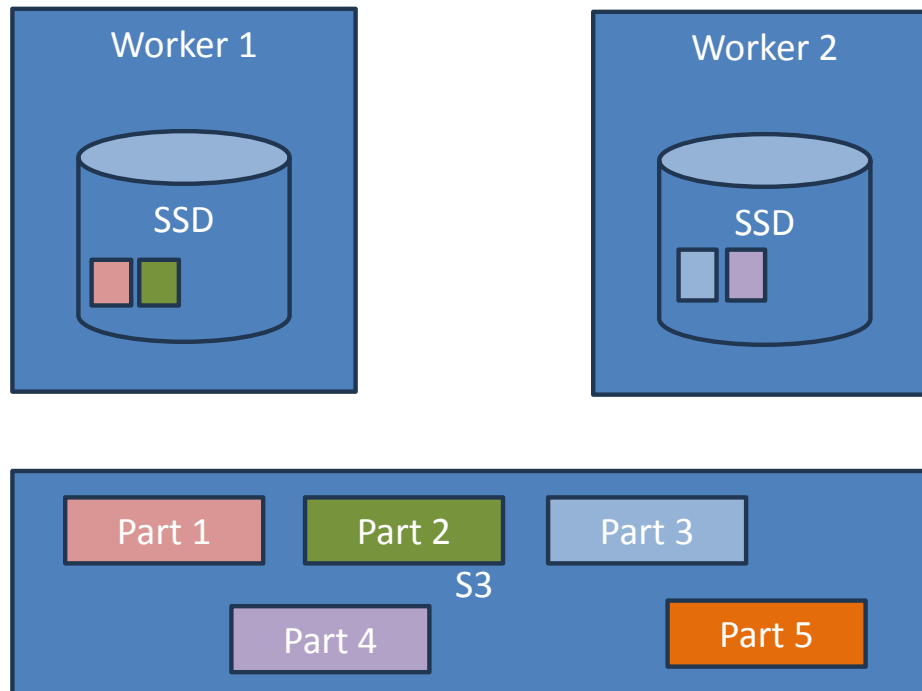 Worker 1
Worker 2
SSD
SSD
Part 1
Part 2
Part 3
S3
Part 4
Part 5